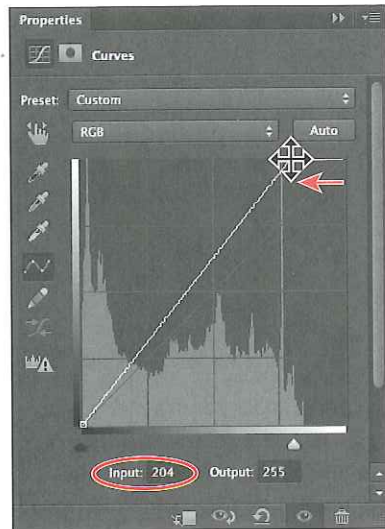 Properties
Curves
Preset: Custom
RGB Auto
Input: 204 Output: 255